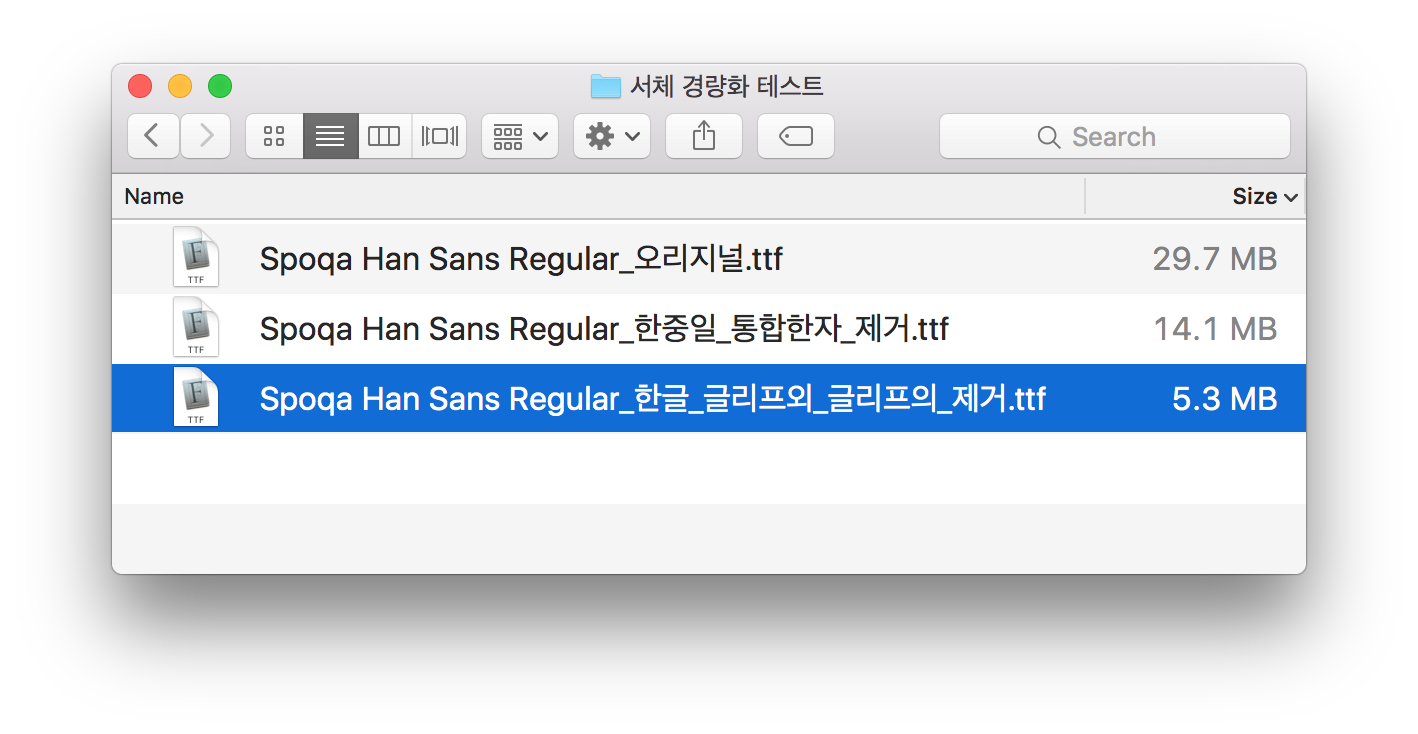 서체 경량화 테스트
Search
Name Size
Spoqa Han Sans Regular_오리지널.ttf 29.7 MB
TTF
Spoqa Han Sans Regular_한중일_통합한자_제거.ttf 14.1 MB
TTF
Spoqa Han Sans Regular_한글_글리프외_글리프의_제거.ttf 5.3 MB
TTF